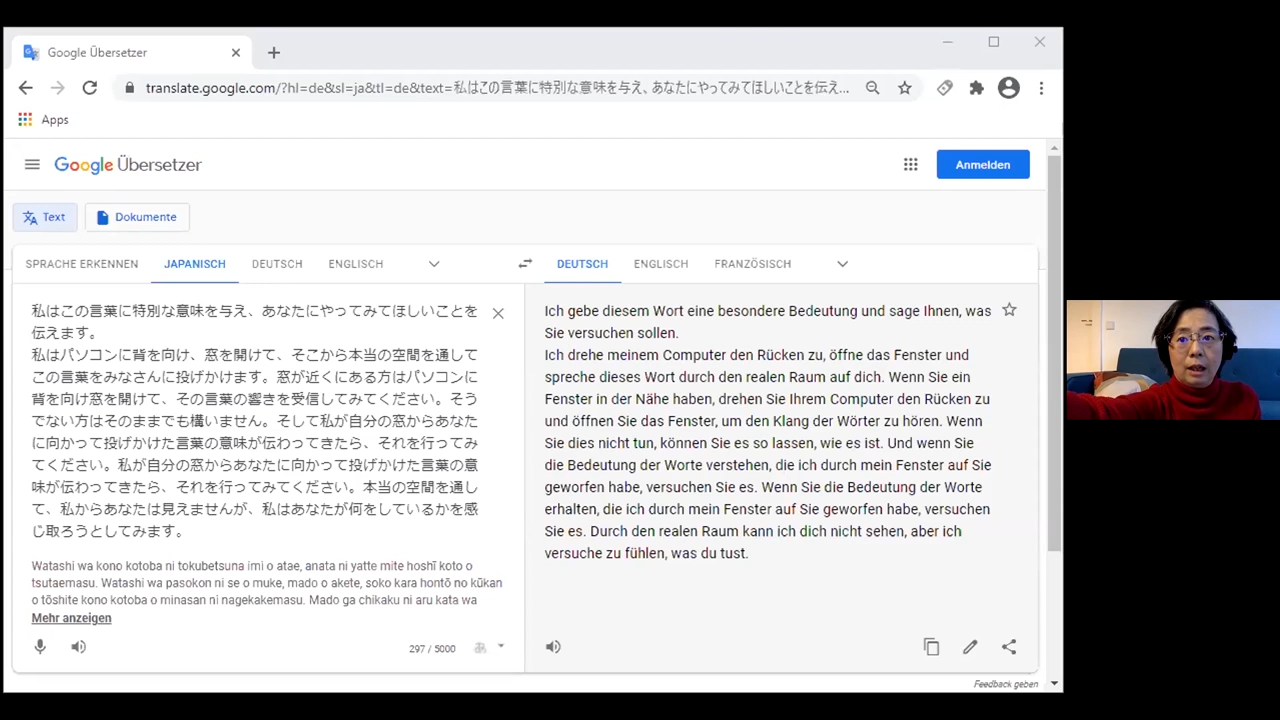 Google Übersetzer
translate.google.com/?hl=de&sl=ja&tl=de&text=私はこの言葉に特別な意味を与え、あなたにやってみてほしいことを伝え...
Apps
Google Übersetzer
Anmelden
Text
Dokumente
SPRACHE ERKENNEN JAPANISCH DEUTSCH ENGLISCH
DEUTSCH ENGLISCH FRANZÖSISCH
私はこの言葉に特別な意味を与え、あなたにやってみてほしいことを
伝えます。
私はパソコンに背を向け、窓を開けて、そこから本当の空間を通して
この言葉をみなさんに投げかけます。窓が近くにある方はパソコンに
背を向け窓を開けて、その言葉の響きを受信してみてください。そう
でない方はそのままでも構いません。そして私が自分の窓からあなた
に向かって投げかけた言葉の意味が伝わってきたら、それを行ってみ
てください。私が自分の窓からあなたに向かって投げかけた言葉の意
味が伝わってきたら、それを行ってみてください。本当の空間を通し
て、私からあなたは見えませんが、私はあなたが何をしているかを感
じ取ろうとしてみます。
Watashi wa kono kotoba ni tokubetsuna imi o atae, anata ni yatte mite hoshī koto o
tsutaemasu. Watashi wa pasokon ni se o muke, mado o akete, soko kara hontō no kūkan
o tōshite kono kotoba o minasan ni nagekakemasu. Mado ga chikaku ni aru kata wa
Mehr anzeigen
297 / 5000
Ich gebe diesem Wort eine besondere Bedeutung und sage Ihnen, was
Sie versuchen sollen.
Ich drehe meinem Computer den Rücken zu, öffne das Fenster und
spreche dieses Wort durch den realen Raum auf dich. Wenn Sie ein
Fenster in der Nähe haben, drehen Sie Ihrem Computer den Rücken zu
und öffnen Sie das Fenster, um den Klang der Wörter zu hören. Wenn
Sie dies nicht tun, können Sie es so lassen, wie es ist. Und wenn Sie
die Bedeutung der Worte verstehen, die ich durch mein Fenster auf Sie
geworfen habe, versuchen Sie es. Wenn Sie die Bedeutung der Worte
erhalten, die ich durch mein Fenster auf Sie geworfen habe, versuchen
Sie es. Durch den realen Raum kann ich dich nicht sehen, aber ich
versuche zu fühlen, was du tust.
Feedback geben